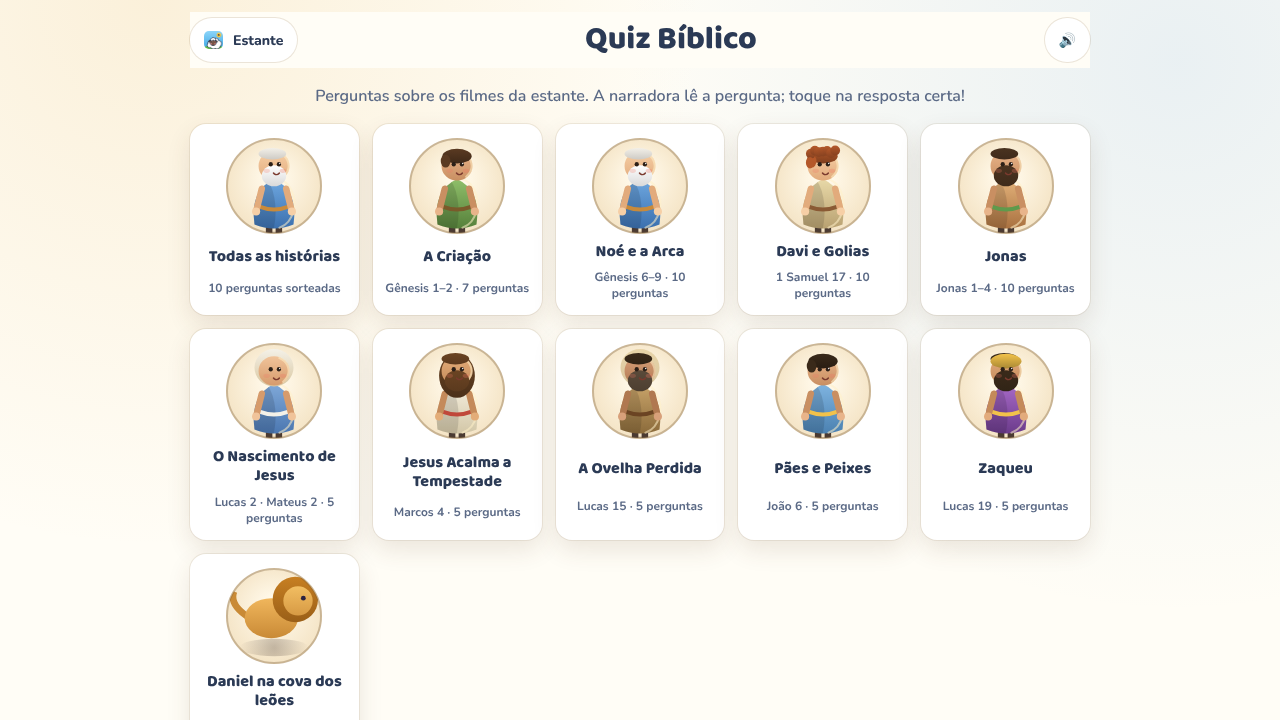 Estante
Quiz Bíblico
Perguntas sobre os filmes da estante. A narradora lê a pergunta; toque na resposta certa!
Todas as histórias
10 perguntas sorteadas
A Criação
Gênesis 1–2 · 7 perguntas
Noé e a Arca
Gênesis 6–9 · 10
perguntas
Davi e Golias
1 Samuel 17 · 10
perguntas
Jonas
Jonas 1–4 · 10 perguntas
O Nascimento de
Jesus
Lucas 2 · Mateus 2 · 5
perguntas
Jesus Acalma a
Tempestade
Marcos 4 · 5 perguntas
A Ovelha Perdida
Lucas 15 · 5 perguntas
Pães e Peixes
João 6 · 5 perguntas
Zaqueu
Lucas 19 · 5 perguntas
Daniel na cova dos
leões